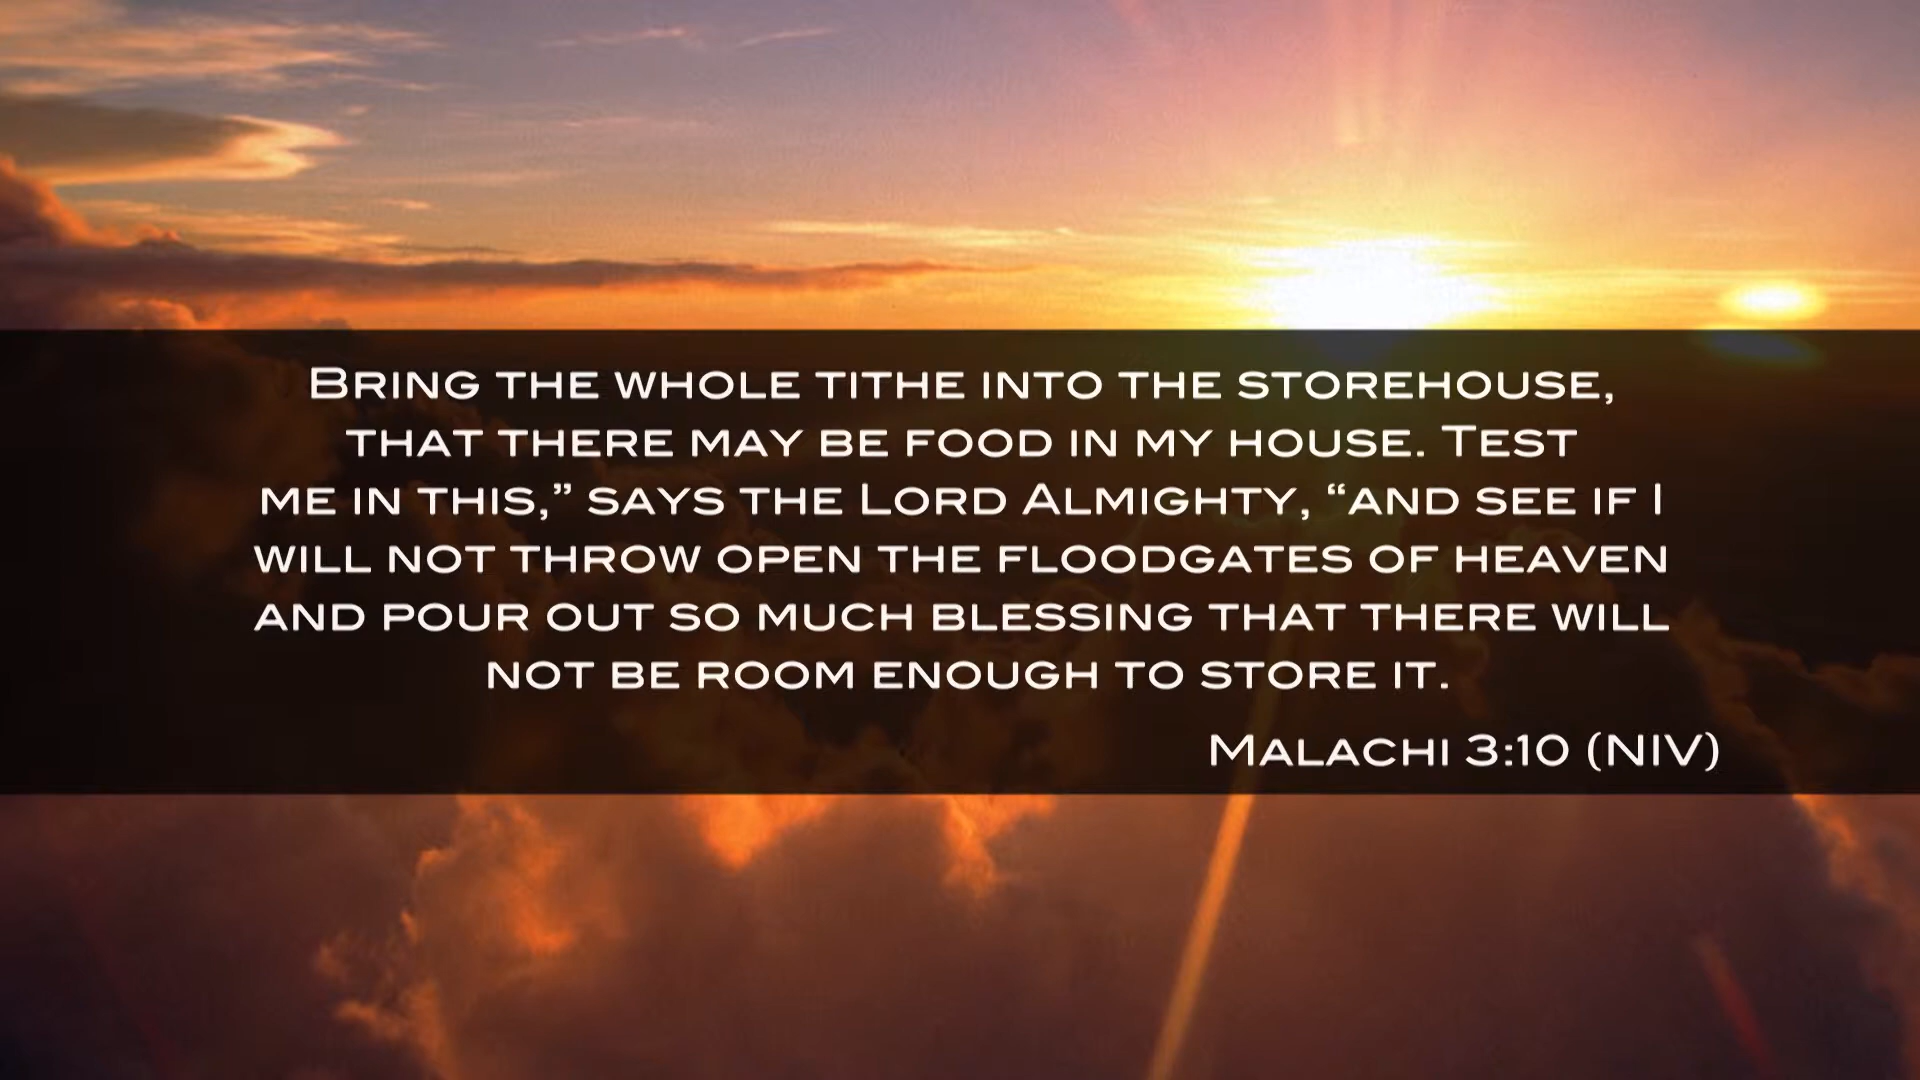 Bring the whole tithe into the storehouse,
that there may be food in my house. Test
me in this,” says the Lord Almighty, “and see if I
will not throw open the floodgates of heaven
and pour out so much blessing that there will
not be room enough to store it.
Malachi 3:10 (NIV)